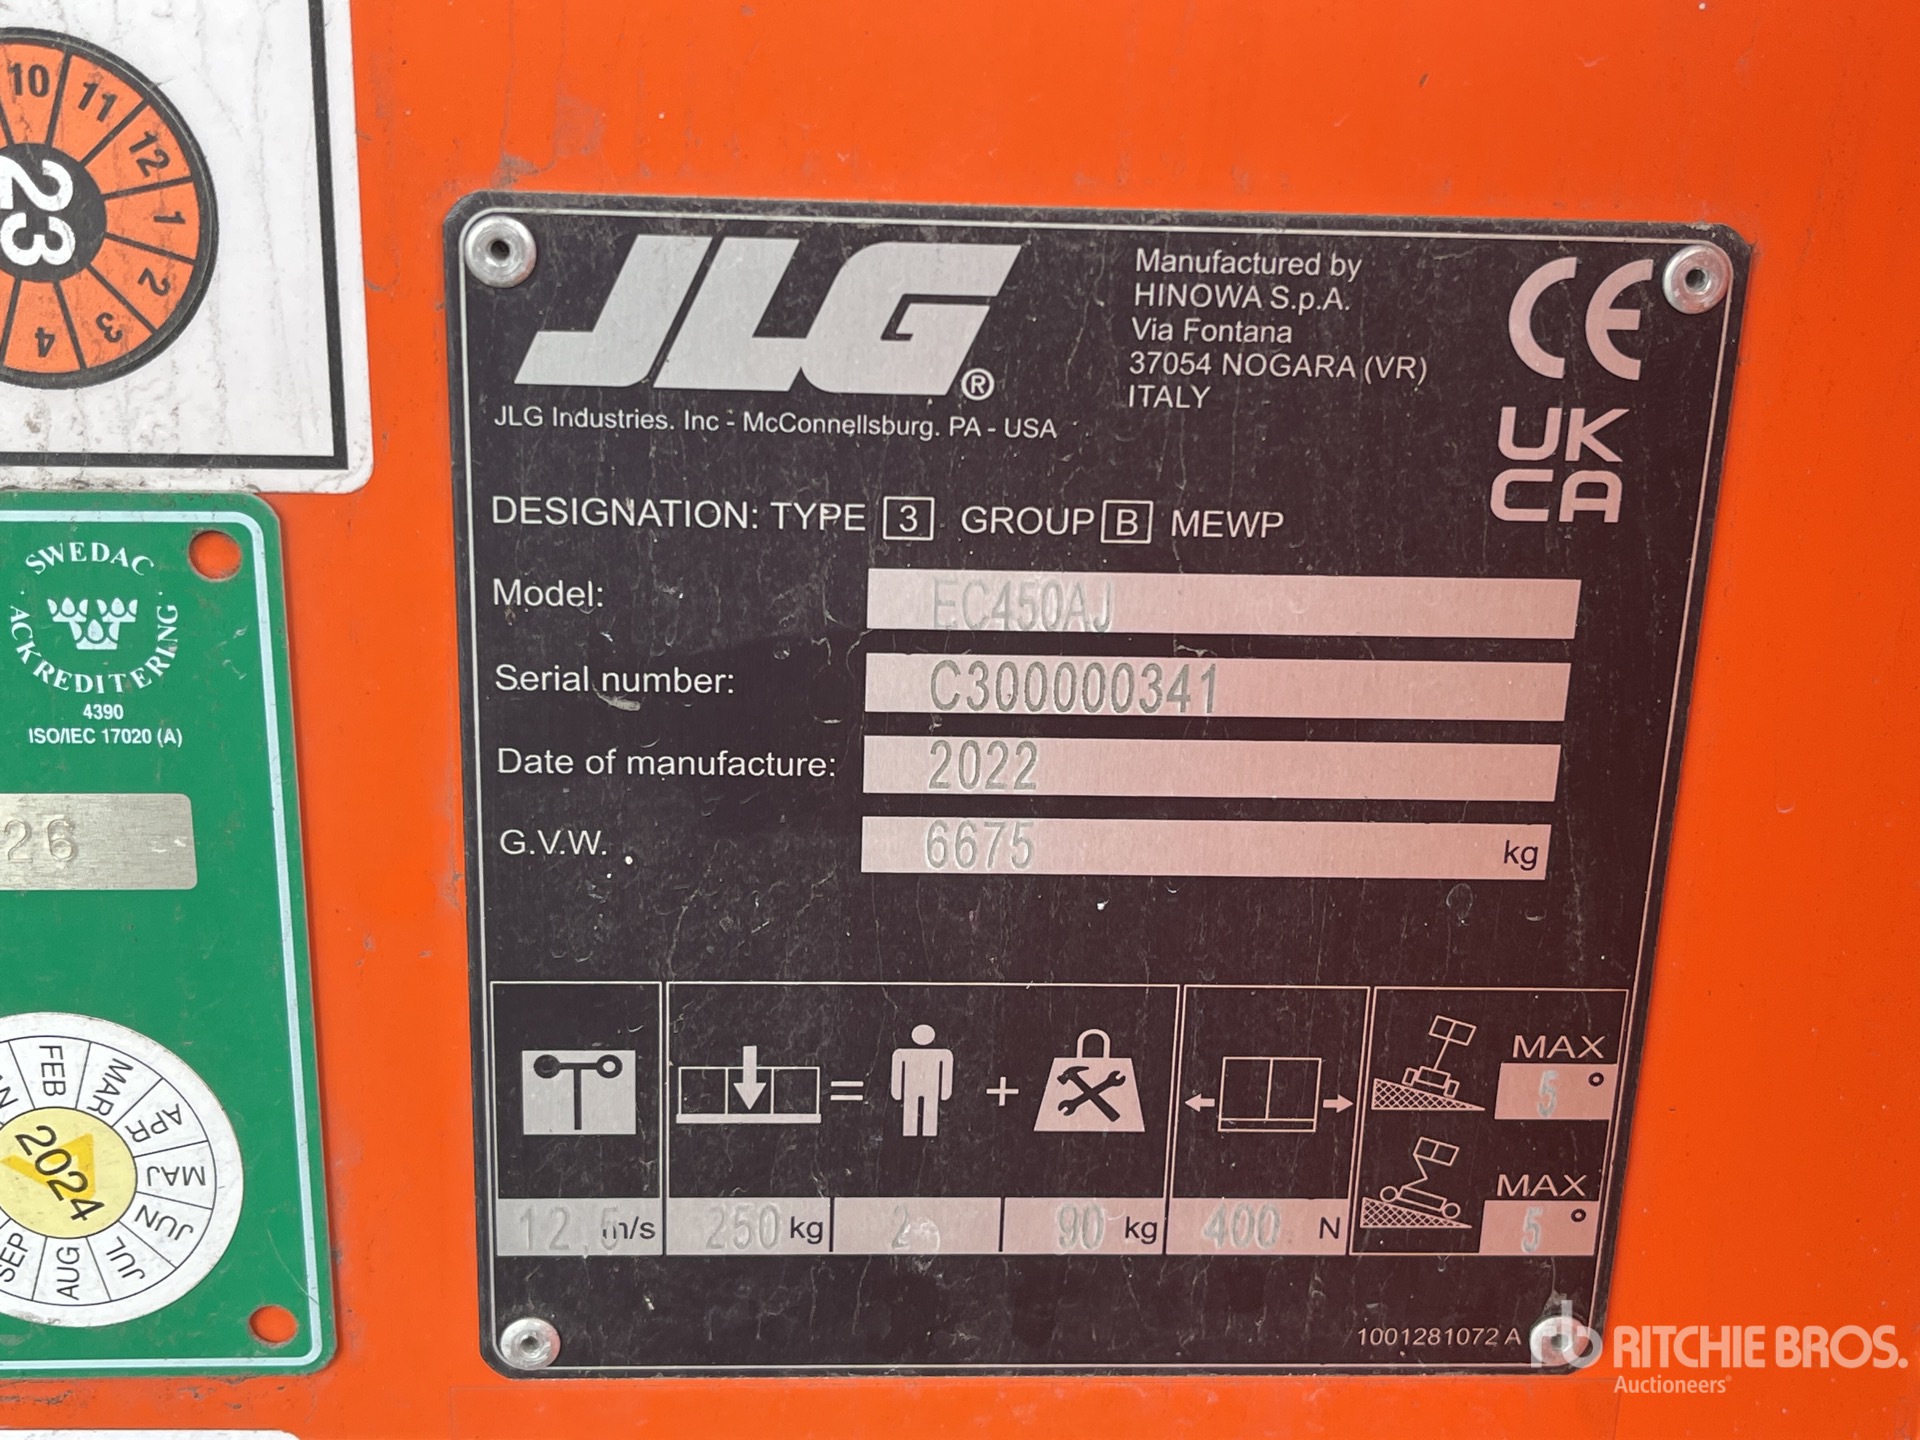 10
11
12
1
2
3
4
23
JLG®
JLG Industries. Inc - McConnellsburg. PA - USA
Manufactured by
HINOWA S.p.A.
Via Fontana
37054 NOGARA (VR)
ITALY
CE
UK
CA
DESIGNATION: TYPE 3 GROUP B MEWP
Model: EC450AJ
Serial number: C300000341
Date of manufacture: 2022
G.V.W. 6675 kg
= +
MAX
5°
MAX
5°
12,5 m/s 250 kg 2 90 kg 400 N
1001281072 A
SWEDAC
ACKREDITERING
4390
ISO/IEC 17020 (A)
26
FEB
MAR
APR
MAJ
JUN
JUL
AUG
SEP
2024
RITCHIE BROS.
Auctioneers